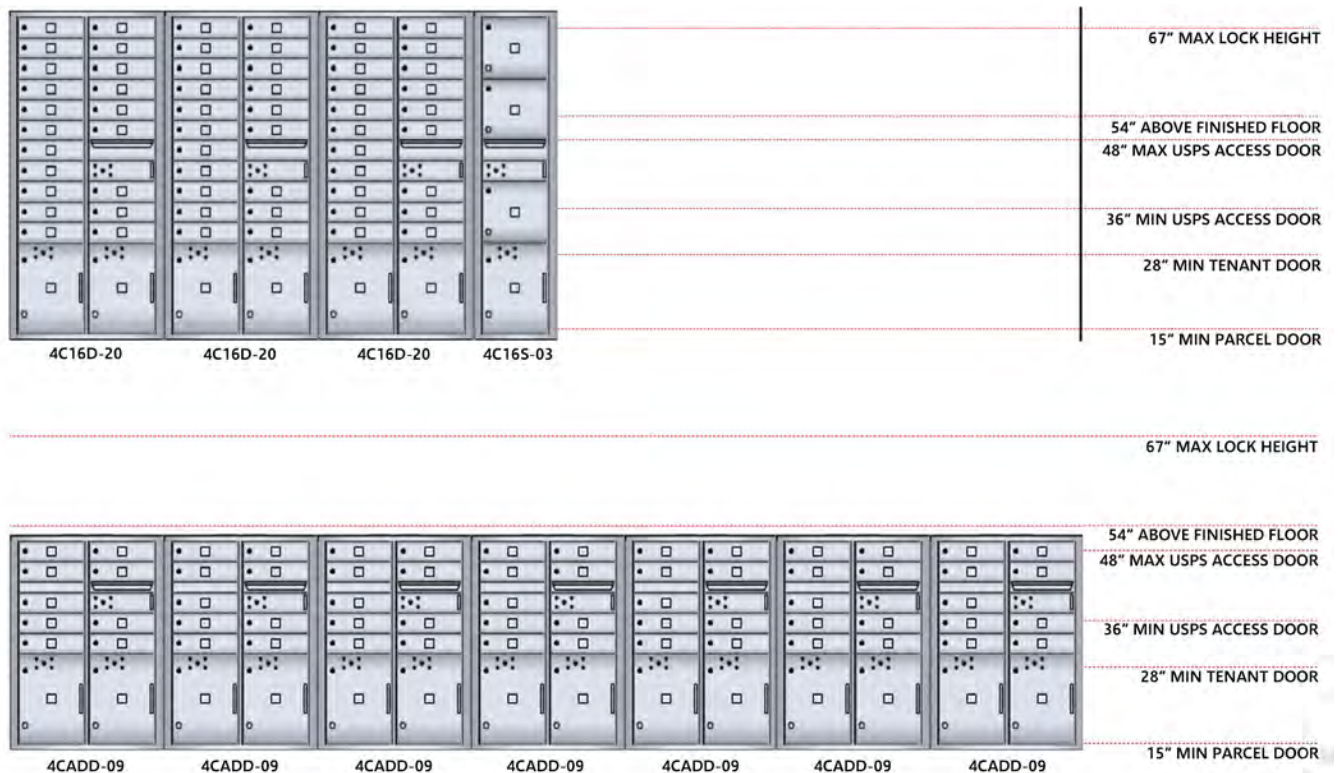 67" MAX LOCK HEIGHT
54" ABOVE FINISHED FLOOR
48" MAX USPS ACCESS DOOR
36" MIN USPS ACCESS DOOR
28" MIN TENANT DOOR
15" MIN PARCEL DOOR
4C16D-20 4C16D-20 4C16D-20 4C16S-03
67" MAX LOCK HEIGHT
54" ABOVE FINISHED FLOOR
48" MAX USPS ACCESS DOOR
36" MIN USPS ACCESS DOOR
28" MIN TENANT DOOR
15" MIN PARCEL DOOR
4CADD-09 4CADD-09 4CADD-09 4CADD-09 4CADD-09 4CADD-09 4CADD-09